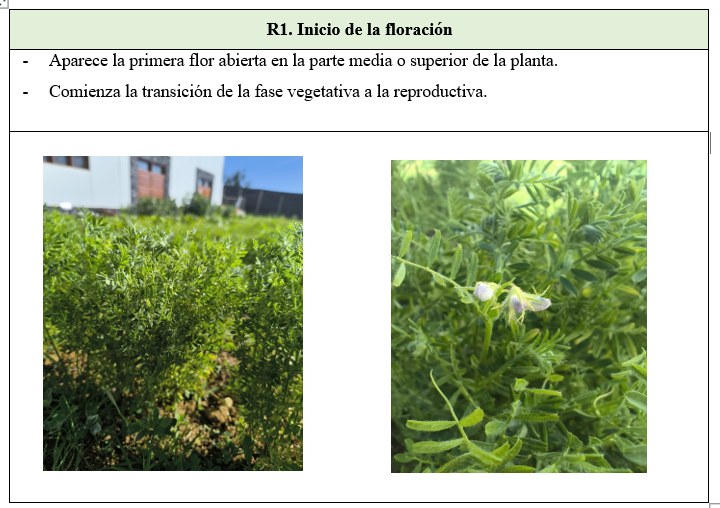 R1. Inicio de la floración
- Aparece la primera flor abierta en la parte media o superior de la planta.
- Comienza la transición de la fase vegetativa a la reproductiva.